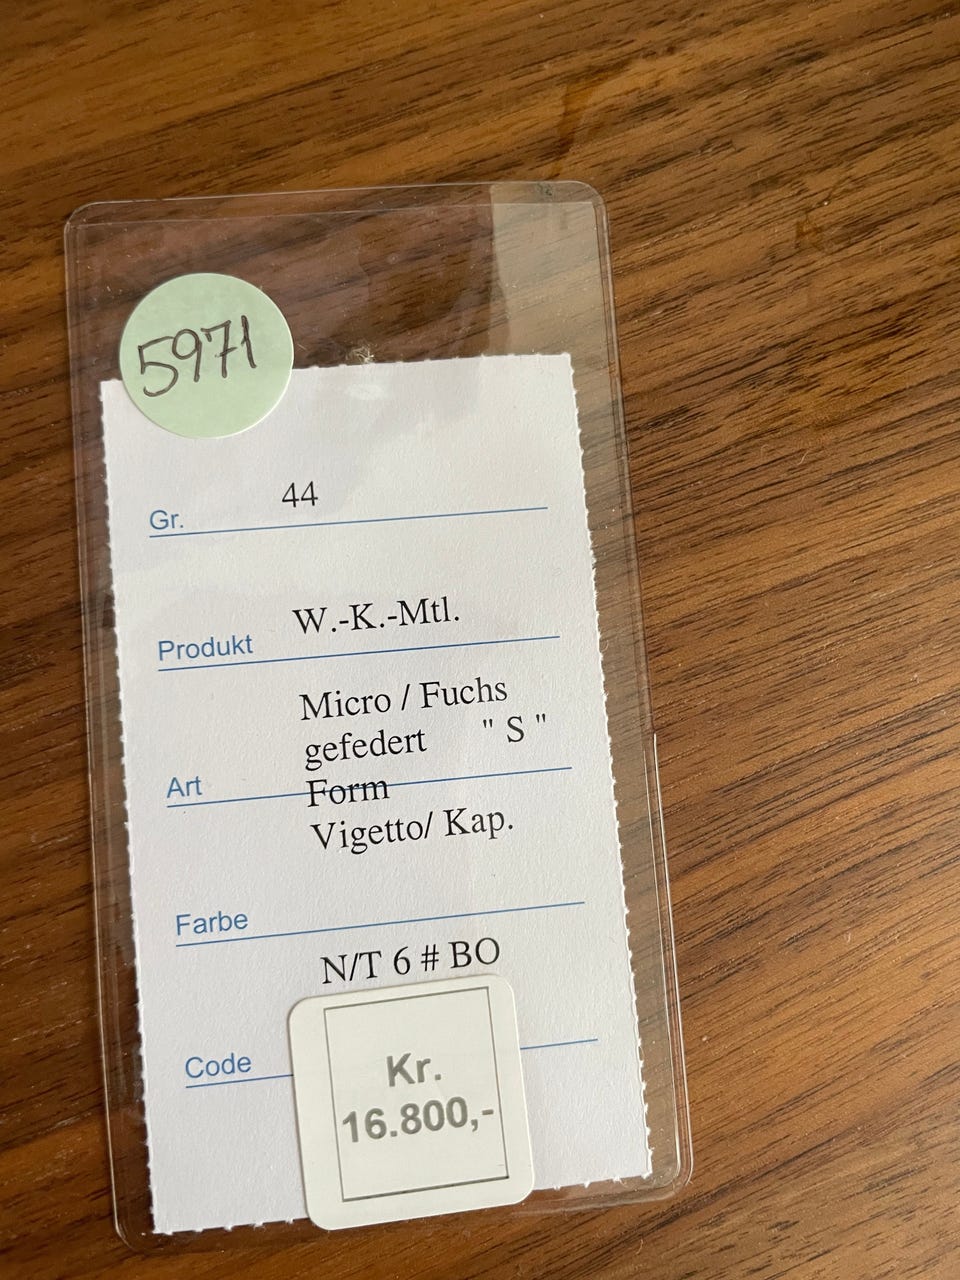 5971
Gr. 44
Produkt W.-K.-Mtl.
Micro / Fuchs
gefedert " S "
Art Form
Vigetto/ Kap.
Farbe
N/T 6 # BO
Code
Kr.
16.800,-